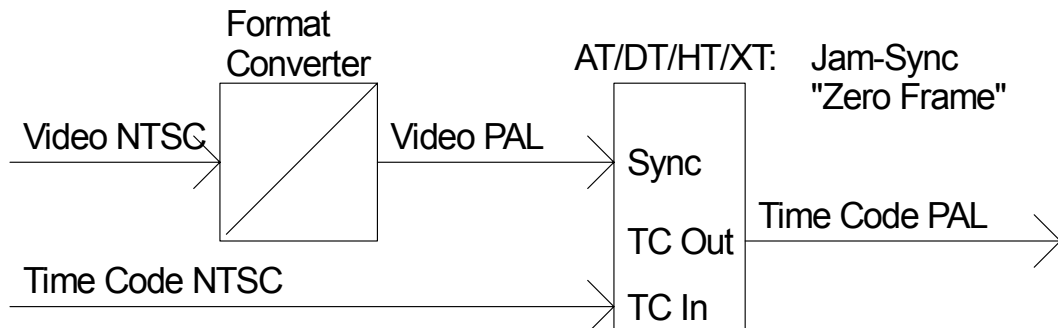 Format
Converter
AT/DT/HT/XT: Jam-Sync
"Zero Frame"
Video NTSC
Video PAL
Sync
Time Code PAL
TC Out
Time Code NTSC
TC In